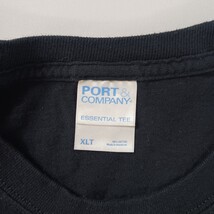 PORT &
COMPANY®
ESSENTIAL TEE
XLT